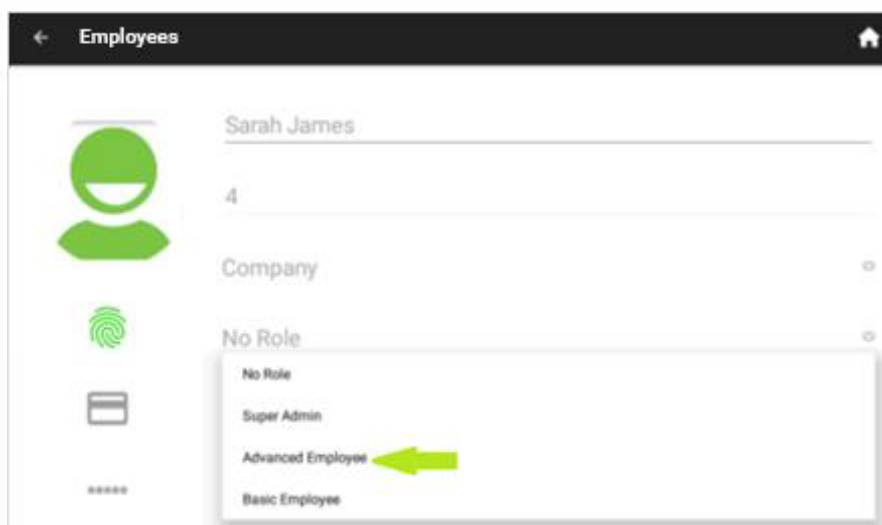 Employees
Sarah James
4
Company
No Role
No Role
Super Admin
Advanced Employee
Basic Employee